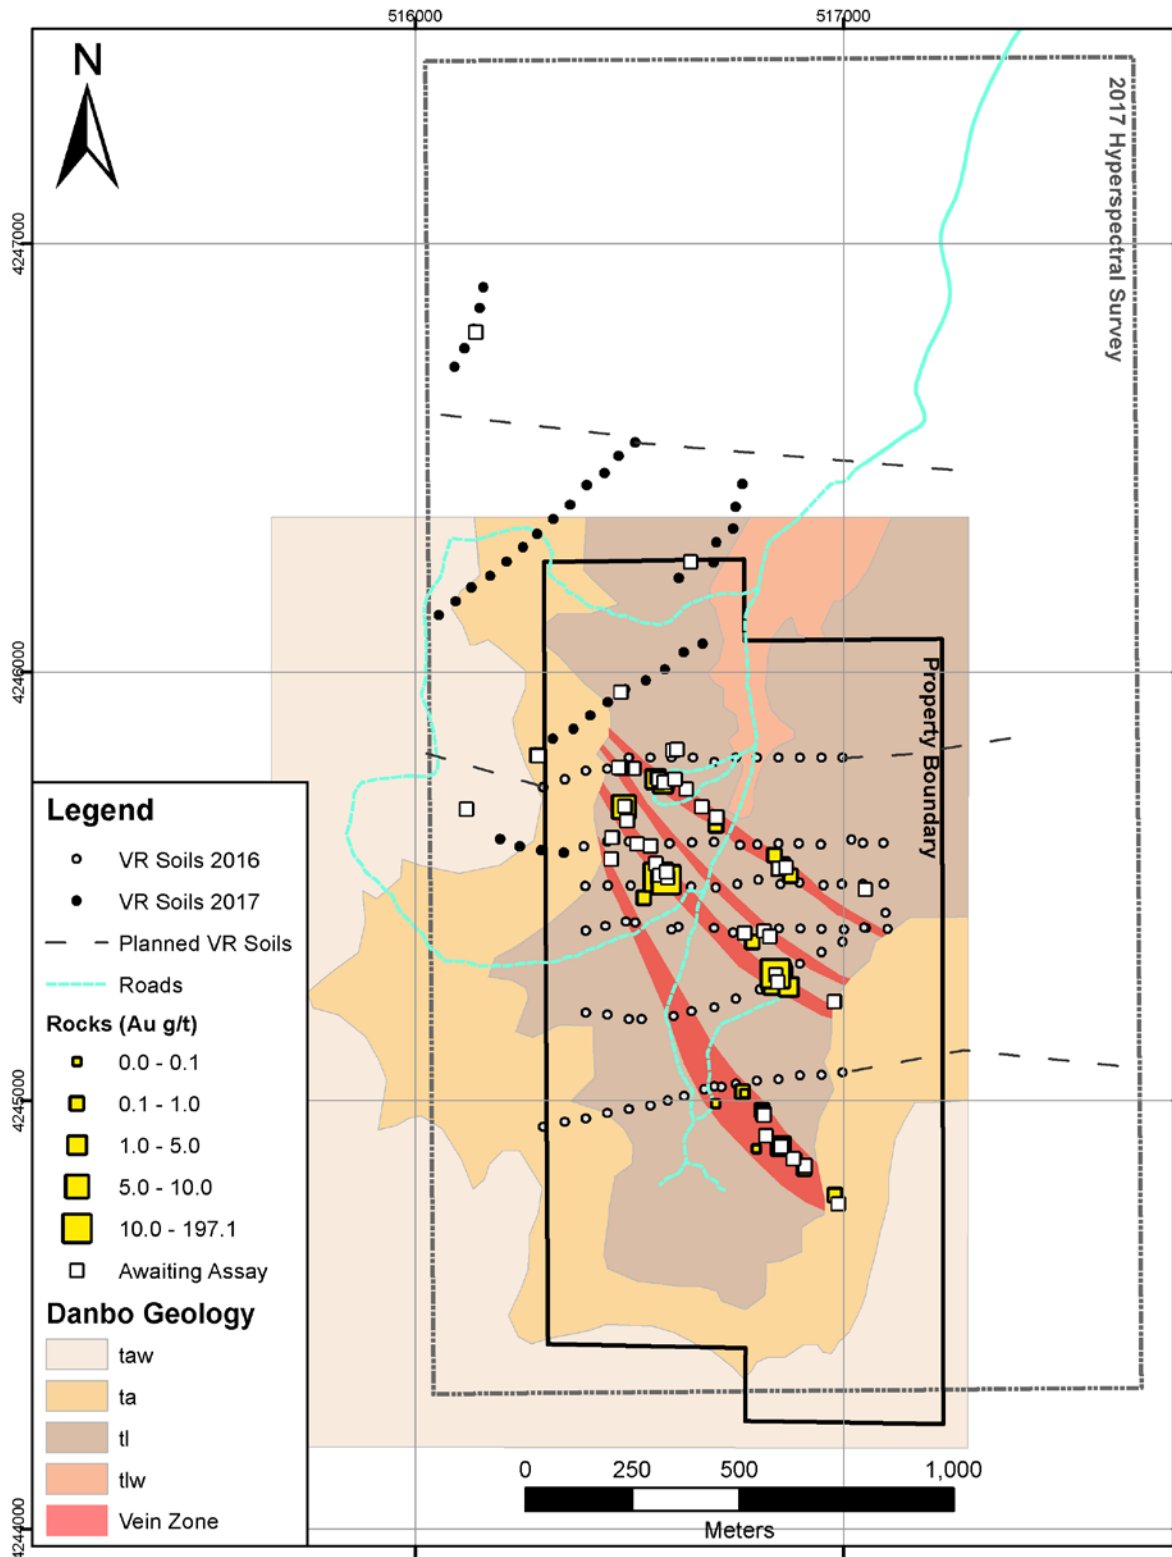 516000
517000
N
2017 Hyperspectral Survey
4247000
4246000
Property Boundary
Legend
VR Soils 2016
VR Soils 2017
Planned VR Soils
Roads
Rocks (Au g/t)
0.0 - 0.1
0.1 - 1.0
1.0 - 5.0
5.0 - 10.0
10.0 - 197.1
Awaiting Assay
Danbo Geology
taw
ta
tl
tlw
Vein Zone
4245000
0 250 500 1,000
Meters
4244000